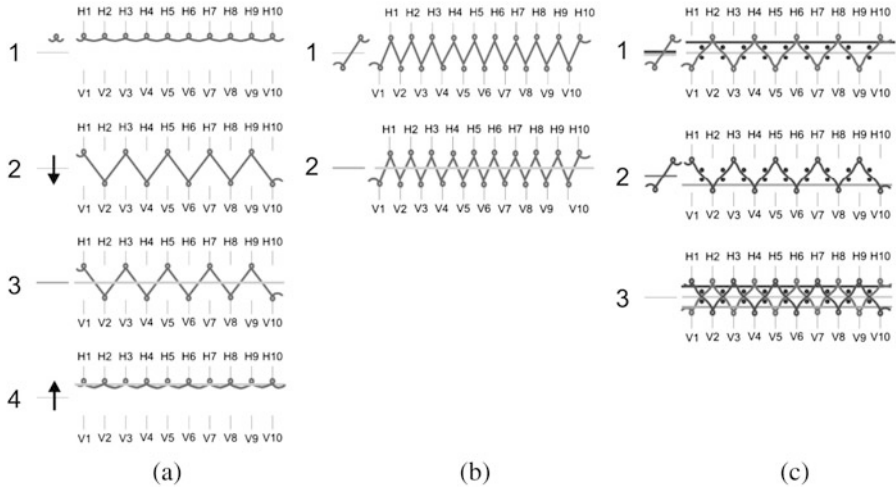 H1 H2 H3 H4 H5 H6 H7 H8 H9 H10
1
V1 V2 V3 V4 V5 V6 V7 V8 V9 V10
H1 H2 H3 H4 H5 H6 H7 H8 H9 H10
2
V1 V2 V3 V4 V5 V6 V7 V8 V9 V10
H1 H2 H3 H4 H5 H6 H7 H8 H9 H10
3
V1 V2 V3 V4 V5 V6 V7 V8 V9 V10
H1 H2 H3 H4 H5 H6 H7 H8 H9 H10
4
V1 V2 V3 V4 V5 V6 V7 V8 V9 V10
(a)
H1 H2 H3 H4 H5 H6 H7 H8 H9 H10
1
V1 V2 V3 V4 V5 V6 V7 V8 V9 V10
H1 H2 H3 H4 H5 H6 H7 H8 H9 H10
2
V1 V2 V3 V4 V5 V6 V7 V8 V9 V10
(b)
H1 H2 H3 H4 H5 H6 H7 H8 H9 H10
1
V1 V2 V3 V4 V5 V6 V7 V8 V9 V10
H1 H2 H3 H4 H5 H6 H7 H8 H9 H10
2
V1 V2 V3 V4 V5 V6 V7 V8 V9 V10
H1 H2 H3 H4 H5 H6 H7 H8 H9 H10
3
V1 V2 V3 V4 V5 V6 V7 V8 V9 V10
(c)